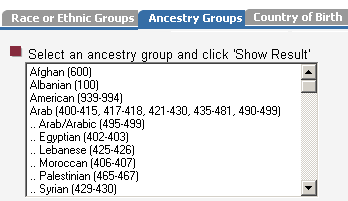 Race or Ethnic Groups Ancestry Groups Country of Birth
Select an ancestry group and click 'Show Result'
Afghan (600)
Albanian (100)
American (939-994)
Arab (400-415, 417-418, 421-430, 435-481, 490-499)
.. Arab/Arabic (495-499)
.. Egyptian (402-403)
.. Lebanese (425-426)
.. Moroccan (406-407)
.. Palestinian (465-467)
.. Syrian (429-430)